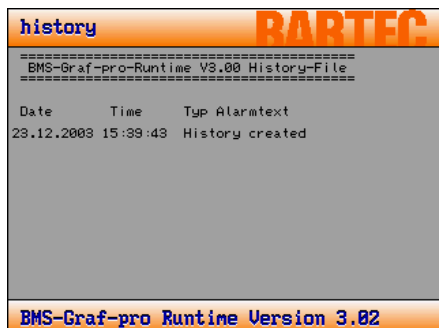 history
BARTEC
========================================
BMS-Graf-pro-Runtime V3.00 History-File
========================================
Date Time Typ Alarmtext
23.12.2003 15:39:43 History created
BMS-Graf-pro Runtime Version 3.02